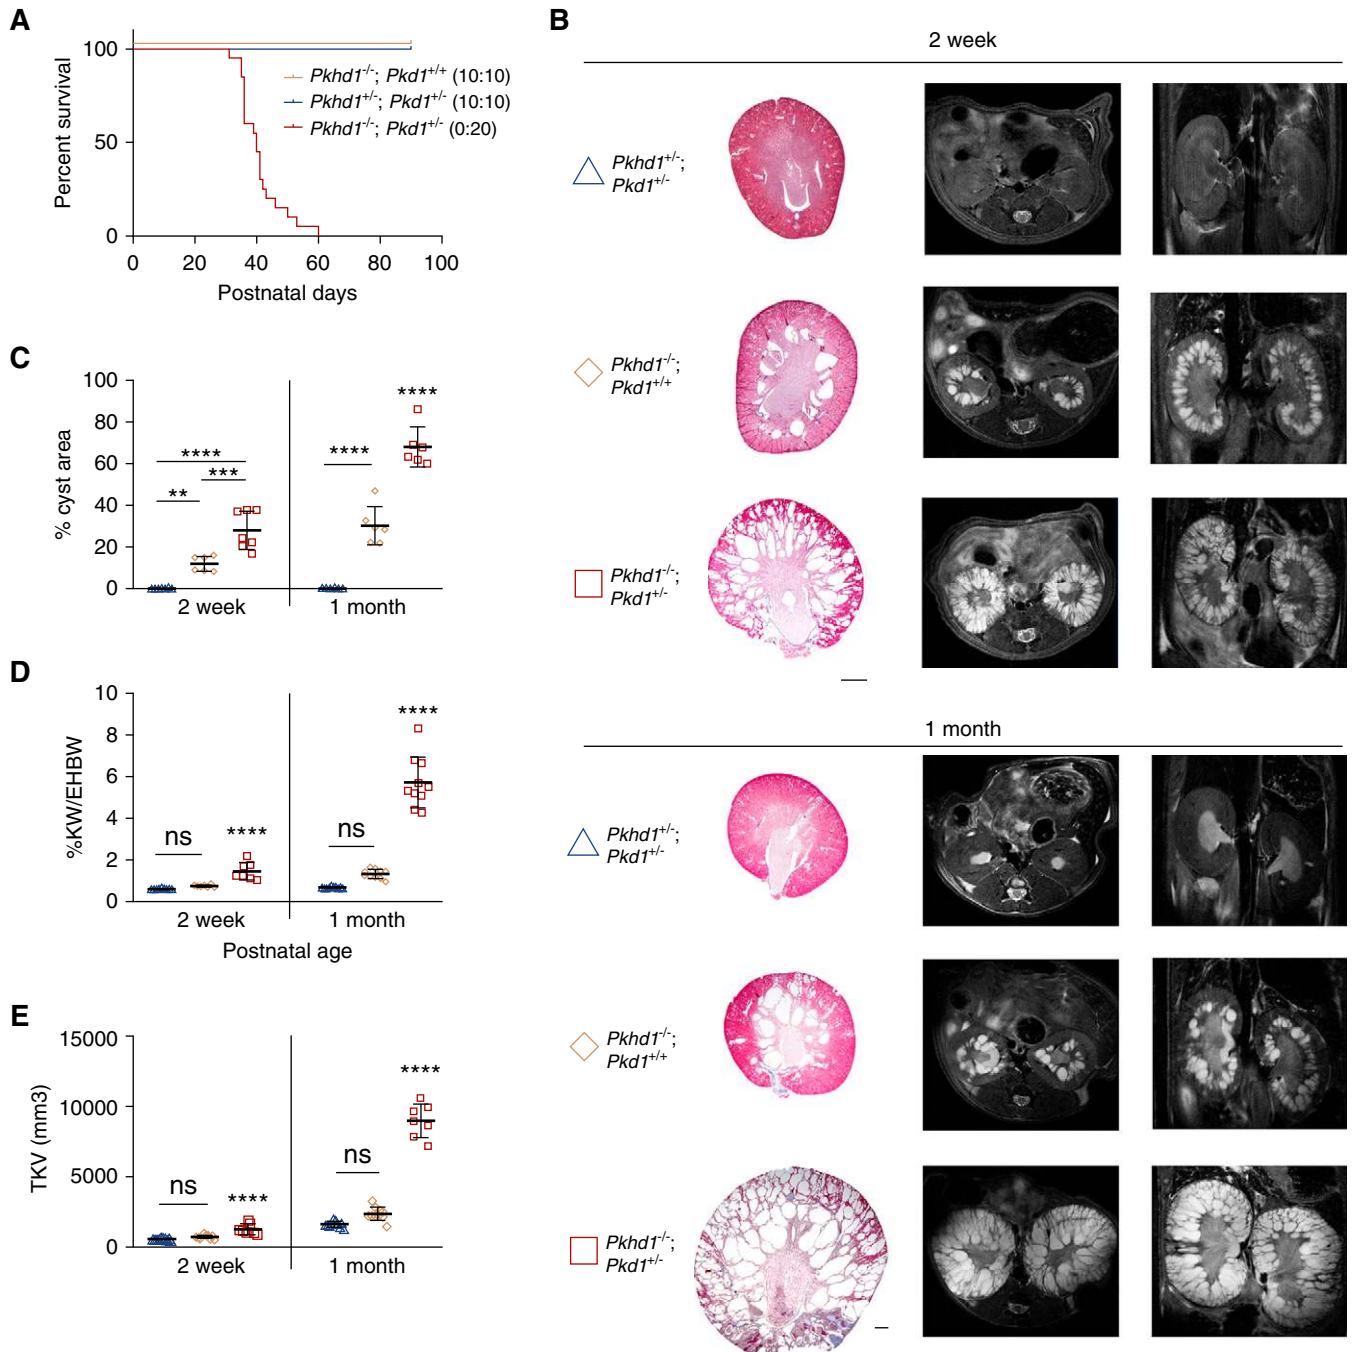 A
Percent survival
100
50
0
0 20 40 60 80 100
Postnatal days
Pkhd1-/-; Pkd1+/+ (10:10)
Pkhd1+/-; Pkd1+/- (10:10)
Pkhd1-/-; Pkd1+/- (0:20)
B
2 week
Pkhd1+/-;
Pkd1+/-
Pkhd1-/-;
Pkd1+/+
Pkhd1-/-;
Pkd1+/-
1 month
Pkhd1+/-;
Pkd1+/-
Pkhd1-/-;
Pkd1+/+
Pkhd1-/-;
Pkd1+/-
C
% cyst area
100
80
60
40
20
0
****
***
**
****
****
2 week
1 month
D
%KW/EHBW
10
8
6
4
2
0
ns
****
ns
****
2 week
1 month
Postnatal age
E
TKV (mm3)
15000
10000
5000
0
ns
****
ns
****
2 week
1 month